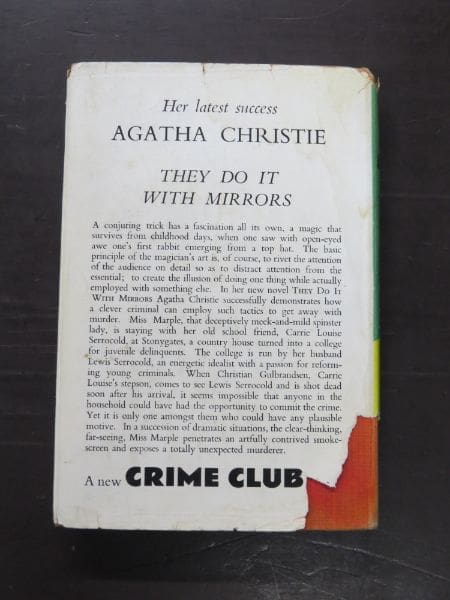 Her latest success
AGATHA CHRISTIE
THEY DO IT
WITH MIRRORS
A conjuring trick has a fascination all its own, a magic that
survives from childhood days, when one saw with open-eyed
awe one's first rabbit emerging from a top hat. The basic
principle of the magician's art is, of course, to rivet the attention
of the audience on detail so as to distract attention from the
essential; to create the illusion of doing one thing while actually
employed with something else. In her new novel THEY DO IT
WITH MIRRORS Agatha Christie successfully demonstrates how
a clever criminal can employ such tactics to get away with
murder. Miss Marple, that deceptively meek-and-mild spinster
lady, is staying with her old school friend, Carrie Louise
Serrocold, at Stonygates, a country house turned into a college
for juvenile delinquents. The college is run by her husband
Lewis Serrocold, an energetic idealist with a passion for reform-
ing young criminals. When Christian Gulbrandsen, Carrie
Louise's stepson, comes to see Lewis Serrocold and is shot dead
soon after his arrival, it seems impossible that anyone in the
household could have had the opportunity to commit the crime.
Yet it is only one amongst them who could have any plausible
motive. In a succession of dramatic situations, the clear-thinking,
far-seeing, Miss Marple penetrates an artfully contrived smoke-
screen and exposes a totally unexpected murderer.
A new CRIME CLUB